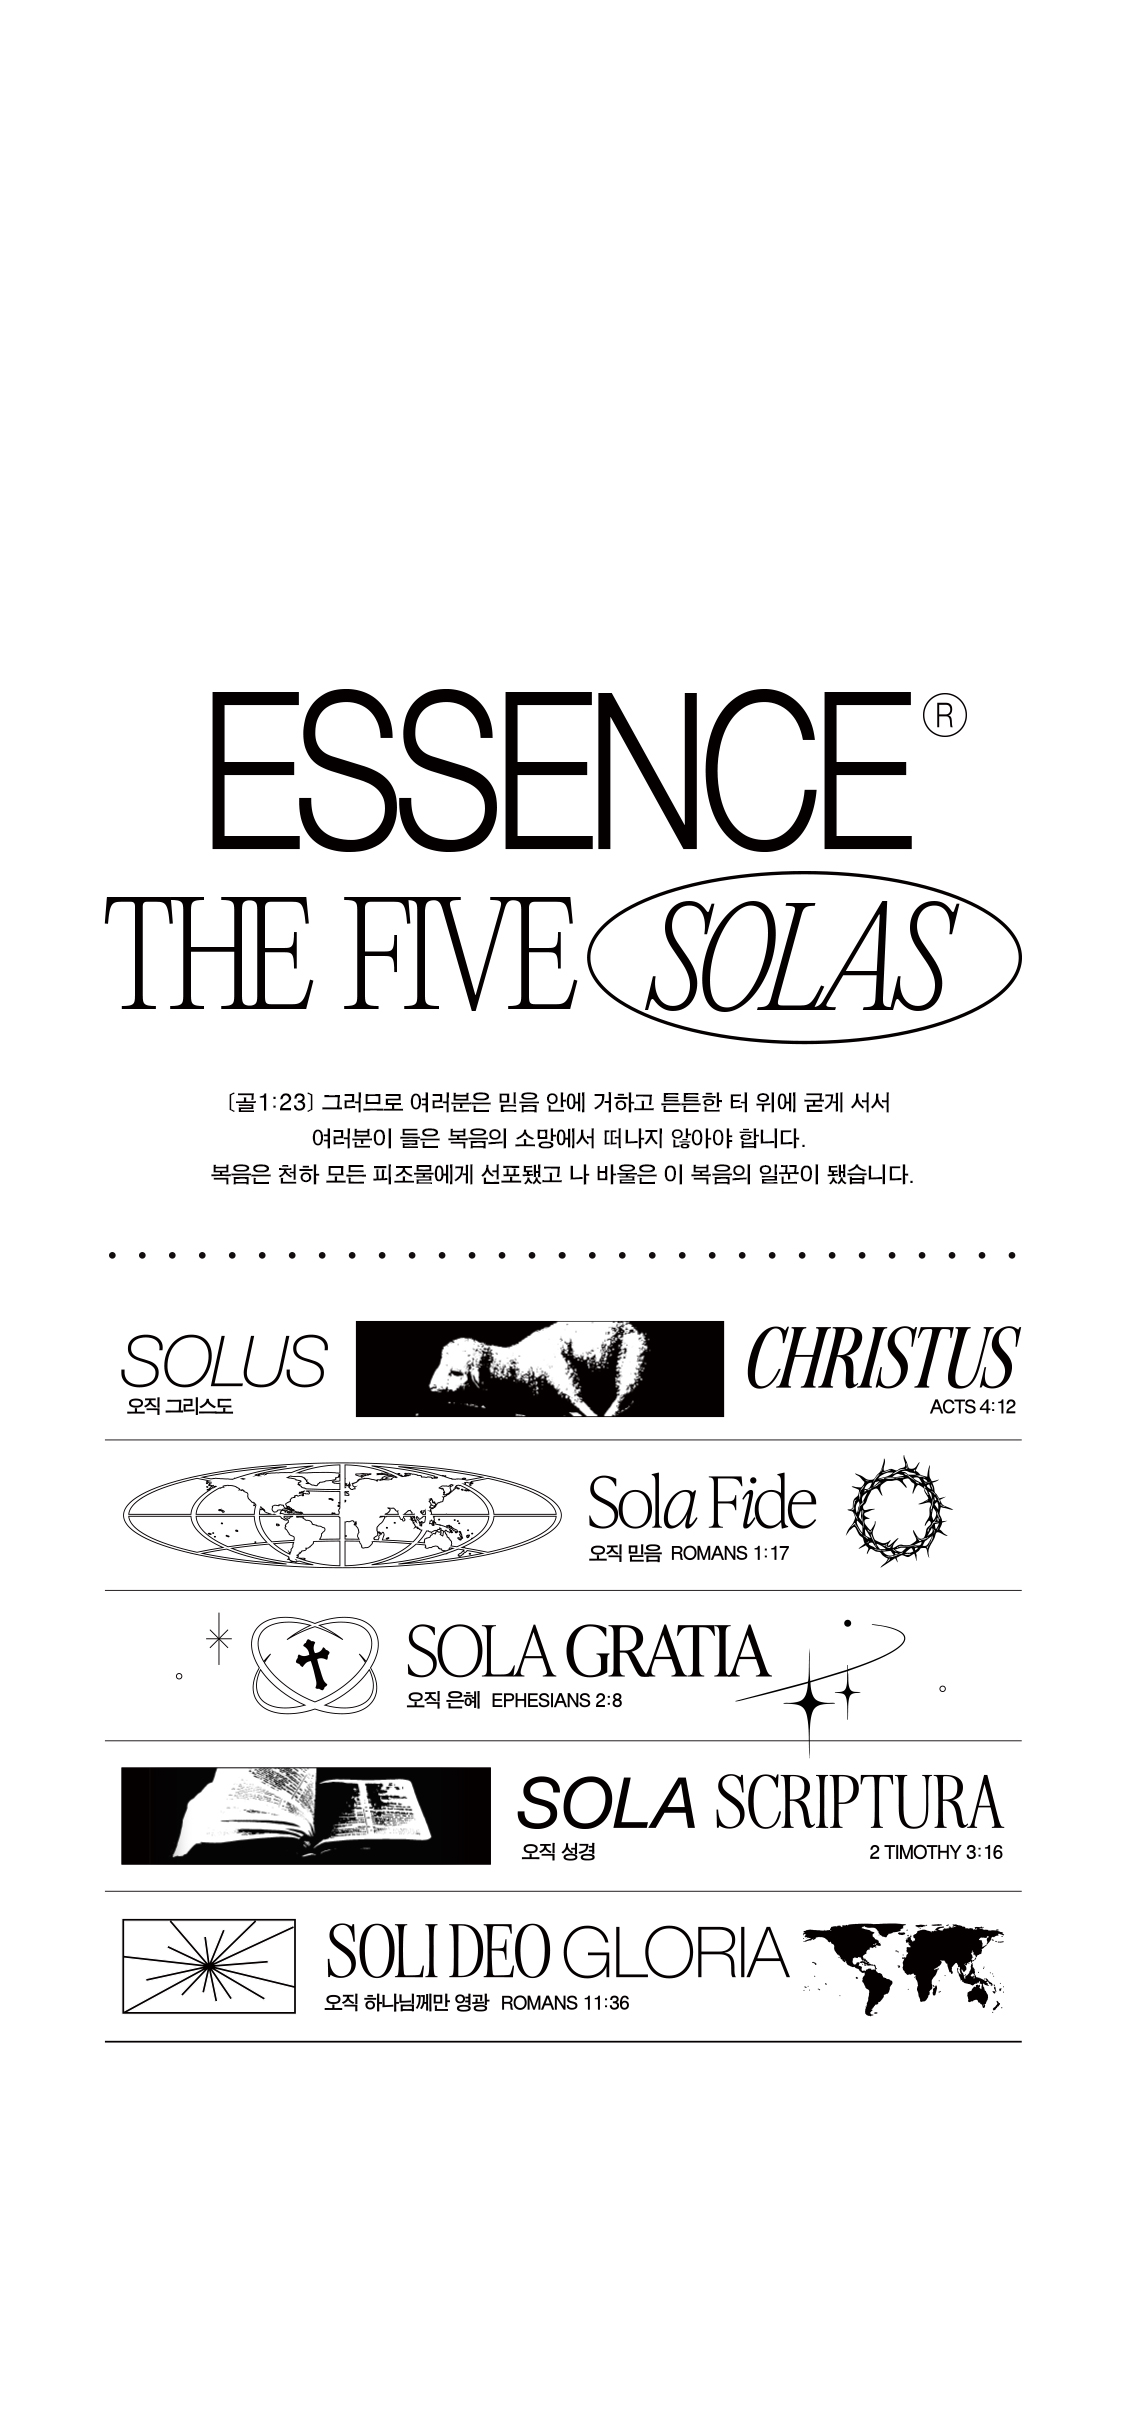 ESSENCE®
THE FIVE SOLAS
〔골1:23〕 그러므로 여러분은 믿음 안에 거하고 튼튼한 터 위에 굳게 서서
여러분이 들은 복음의 소망에서 떠나지 않아야 합니다.
복음은 천하 모든 피조물에게 선포됐고 나 바울은 이 복음의 일꾼이 됐습니다.
SOLUS CHRISTUS
오직 그리스도 ACTS 4:12
Sola Fide
오직 믿음 ROMANS 1:17
SOLA GRATIA
오직 은혜 EPHESIANS 2:8
SOLA SCRIPTURA
오직 성경 2 TIMOTHY 3:16
SOLI DEO GLORIA
오직 하나님께만 영광 ROMANS 11:36